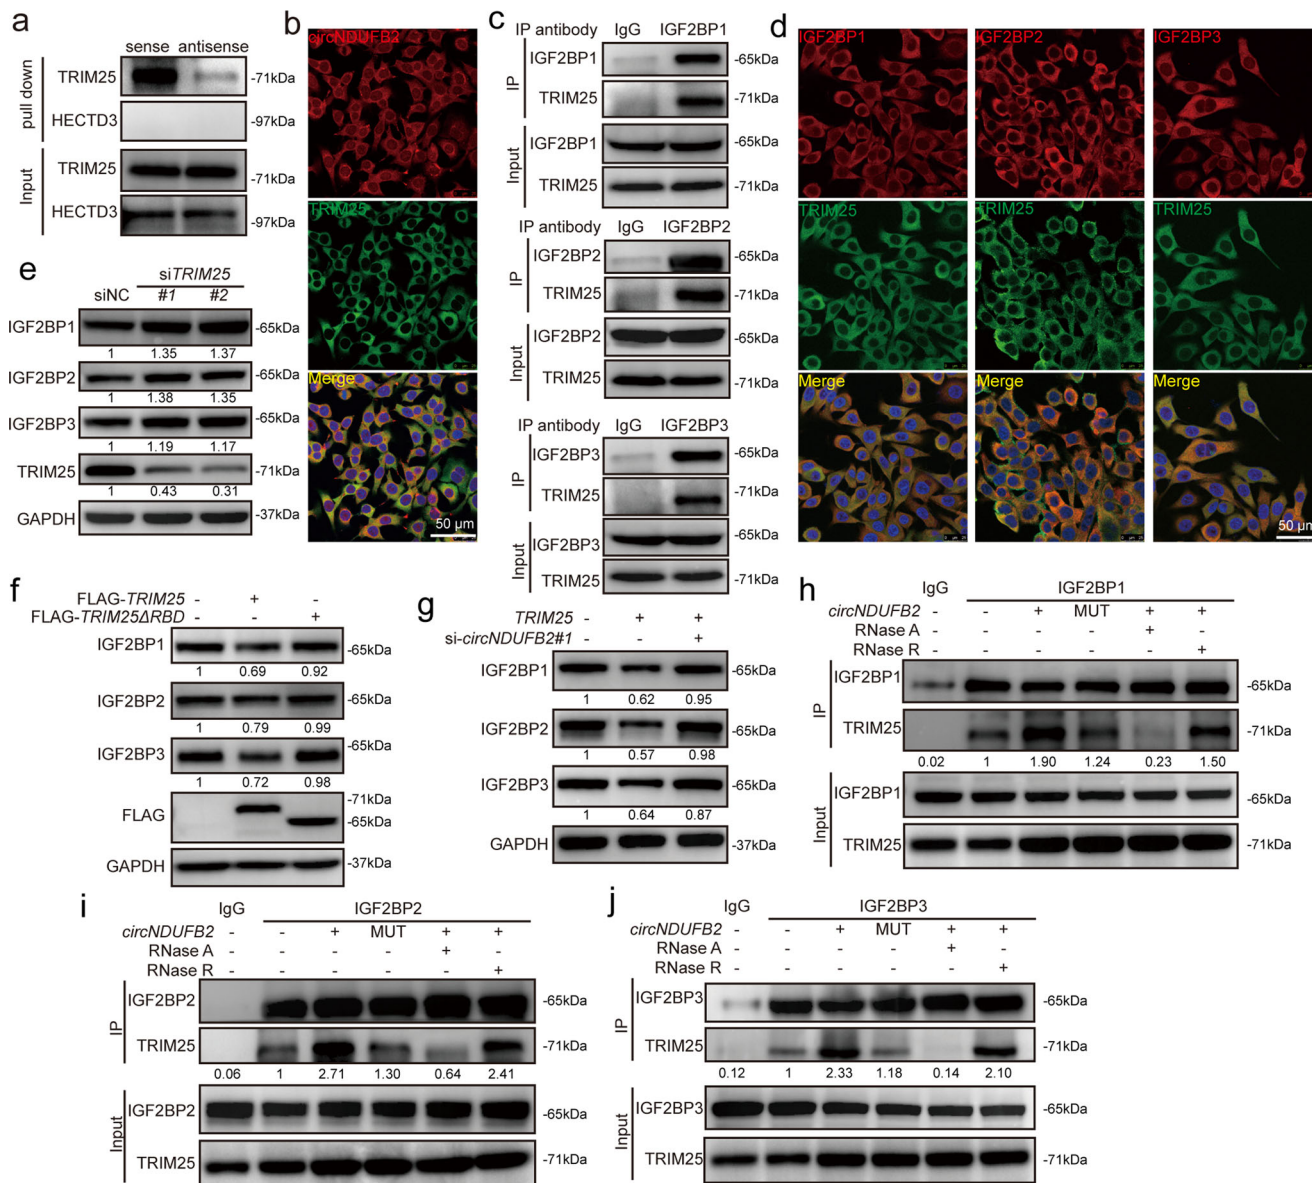 a
sense antisense
pull down
TRIM25 -71kDa
HECTD3 -97kDa
Input
TRIM25 -71kDa
HECTD3 -97kDa
b
circNDUFB2
TRIM25
Merge
50 μm
c
IP antibody IgG IGF2BP1
IP
IGF2BP1 -65kDa
TRIM25 -71kDa
Input
IGF2BP1 -65kDa
TRIM25 -71kDa
IP antibody IgG IGF2BP2
IP
IGF2BP2 -65kDa
TRIM25 -71kDa
Input
IGF2BP2 -65kDa
TRIM25 -71kDa
IP antibody IgG IGF2BP3
IP
IGF2BP3 -65kDa
TRIM25 -71kDa
Input
IGF2BP3 -65kDa
TRIM25 -71kDa
d
IGF2BP1 IGF2BP2 IGF2BP3
TRIM25 TRIM25 TRIM25
Merge Merge Merge
50 μm
e
siTRIM25
siNC #1 #2
IGF2BP1 -65kDa
1 1.35 1.37
IGF2BP2 -65kDa
1 1.38 1.35
IGF2BP3 -65kDa
1 1.19 1.17
TRIM25 -71kDa
1 0.43 0.31
GAPDH -37kDa
f
FLAG-TRIM25 - + -
FLAG-TRIM25ΔRBD - - +
IGF2BP1 -65kDa
1 0.69 0.92
IGF2BP2 -65kDa
1 0.79 0.99
IGF2BP3 -65kDa
1 0.72 0.98
FLAG -71kDa
-65kDa
GAPDH -37kDa
g
TRIM25 - + +
si-circNDUFB2#1 - - +
IGF2BP1 -65kDa
1 0.62 0.95
IGF2BP2 -65kDa
1 0.57 0.98
IGF2BP3 -65kDa
1 0.64 0.87
GAPDH -37kDa
h
IgG IGF2BP1
circNDUFB2 - - + MUT + +
RNase A - - - - + -
RNase R - - - - - +
IP
IGF2BP1 -65kDa
TRIM25 -71kDa
0.02 1 1.90 1.24 0.23 1.50
Input
IGF2BP1 -65kDa
TRIM25 -71kDa
i
IgG IGF2BP2
circNDUFB2 - - + MUT + +
RNase A - - - - + -
RNase R - - - - - +
IP
IGF2BP2 -65kDa
TRIM25 -71kDa
0.06 1 2.71 1.30 0.64 2.41
Input
IGF2BP2 -65kDa
TRIM25 -71kDa
j
IgG IGF2BP3
circNDUFB2 - - + MUT + +
RNase A - - - - + -
RNase R - - - - - +
IP
IGF2BP3 -65kDa
TRIM25 -71kDa
0.12 1 2.33 1.18 0.14 2.10
Input
IGF2BP3 -65kDa
TRIM25 -71kDa